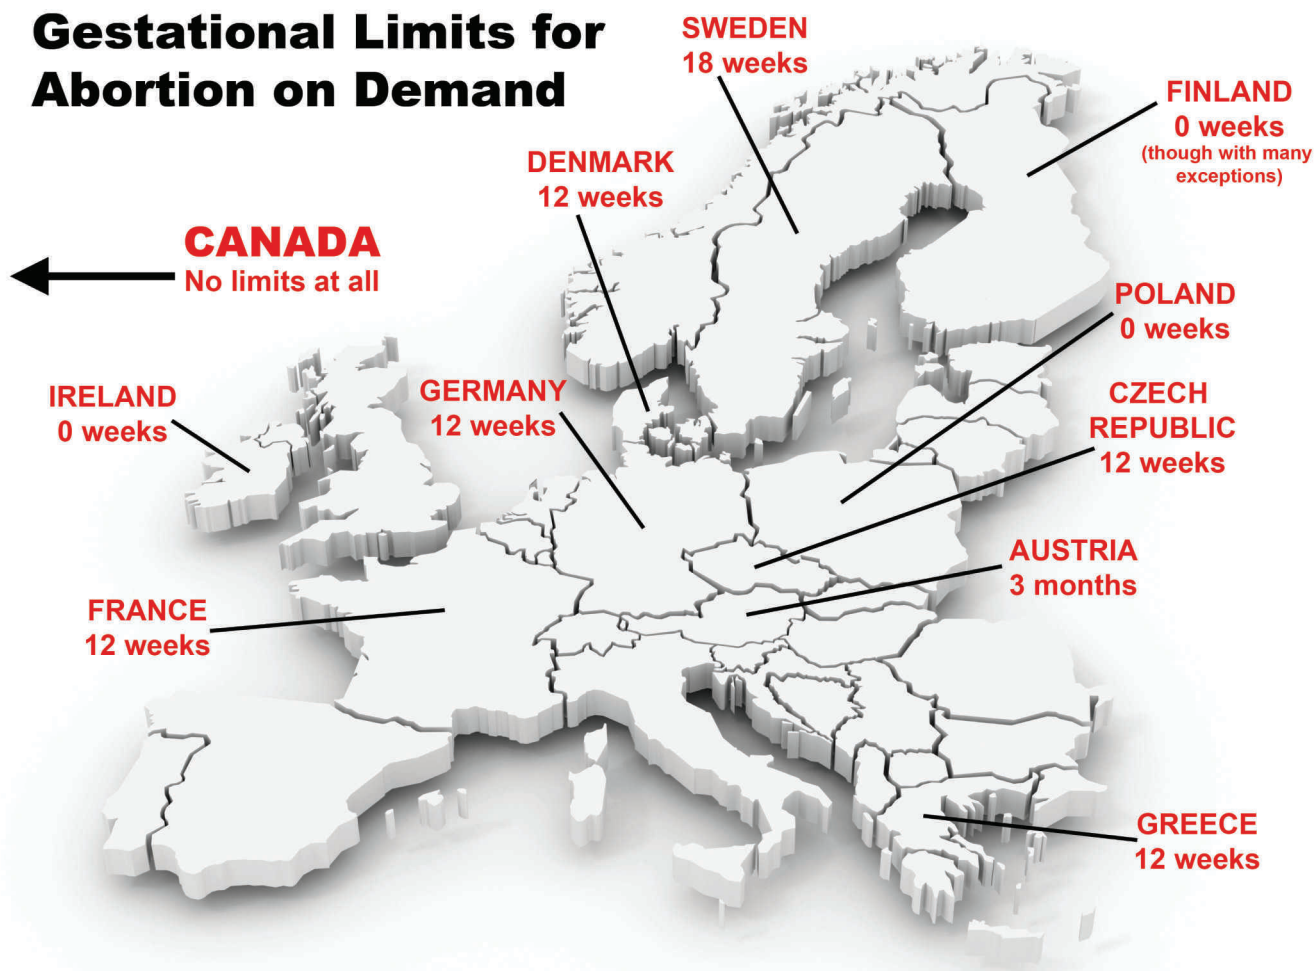 Gestational Limits for
Abortion on Demand
SWEDEN
18 weeks
FINLAND
0 weeks
(though with many
exceptions)
DENMARK
12 weeks
CANADA
No limits at all
POLAND
0 weeks
IRELAND
0 weeks
GERMANY
12 weeks
CZECH
REPUBLIC
12 weeks
AUSTRIA
3 months
FRANCE
12 weeks
GREECE
12 weeks